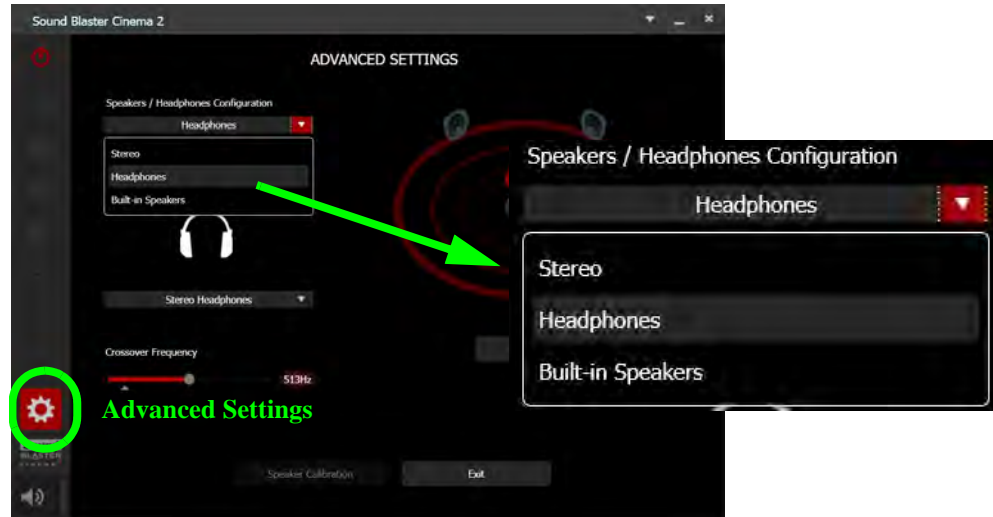 Sound Blaster Cinema 2
ADVANCED SETTINGS
Speakers / Headphones Configuration
Headphones
Stereo
Headphones
Built-in Speakers
Stereo Headphones
Crossover Frequency
513Hz
Advanced Settings
BLASTER
Speaker Calibration
Exit
Speakers / Headphones Configuration
Headphones
Stereo
Headphones
Built-in Speakers